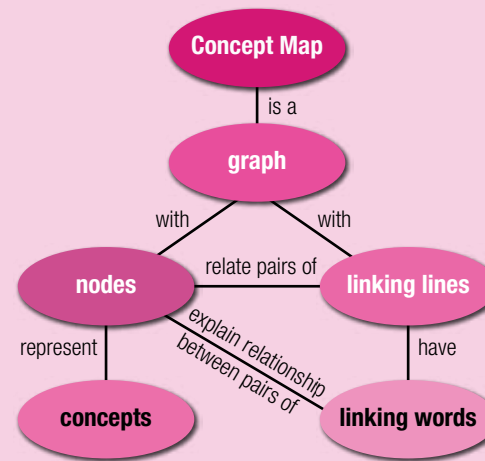 Concept Map
is a
graph
with
with
nodes
relate pairs of
linking lines
represent
explain relationship
between pairs of
have
concepts
linking words